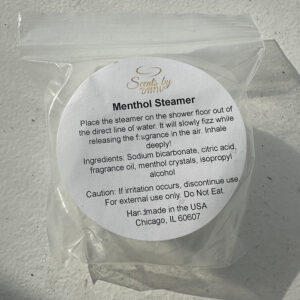 Scents by
Menthol Steamer
Place the steamer on the shower floor out of
the direct line of water. It will slowly fizz while
releasing the fragrance in the air. Inhale
deeply!
Ingredients: Sodium bicarbonate, citric acid,
fragrance oil, menthol crystals, isopropyl
alcohol
Caution: If irritation occurs, discontinue use
For external use only. Do Not Eat.
Handmade in the USA
Chicago, IL 60607